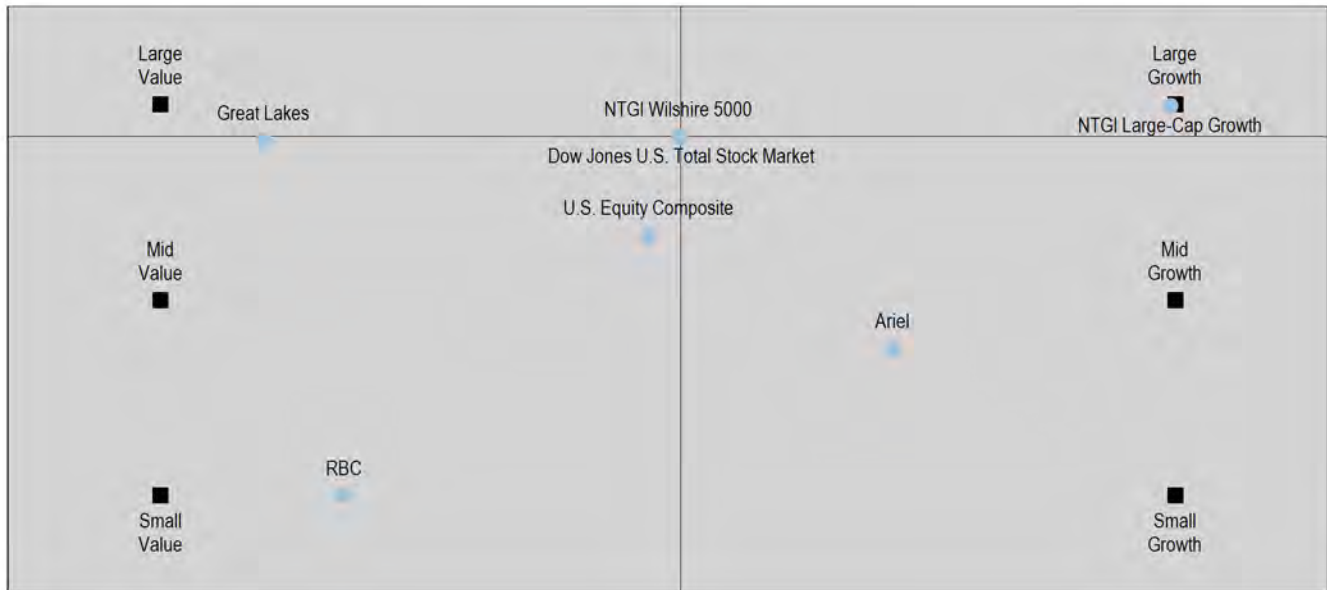 Large
Value
Great Lakes
NTGI Wilshire 5000
Large
Growth
NTGI Large-Cap Growth
Dow Jones U.S. Total Stock Market
U.S. Equity Composite
Mid
Value
Mid
Growth
Ariel
RBC
Small
Value
Small
Growth